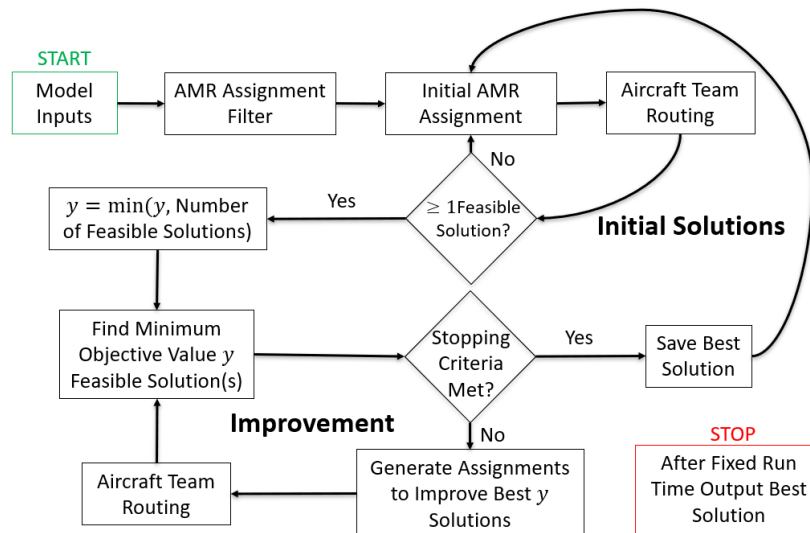 START
Model
Inputs
AMR Assignment
Filter
Initial AMR
Assignment
Aircraft Team
Routing
No
≥ 1Feasible
Solution?
Yes
y = min(y, Number
of Feasible Solutions)
Initial Solutions
Find Minimum
Objective Value y
Feasible Solution(s)
Stopping
Criteria
Met?
Yes
Save Best
Solution
Improvement
No
Generate Assignments
to Improve Best y
Solutions
Aircraft Team
Routing
STOP
After Fixed Run
Time Output Best
Solution